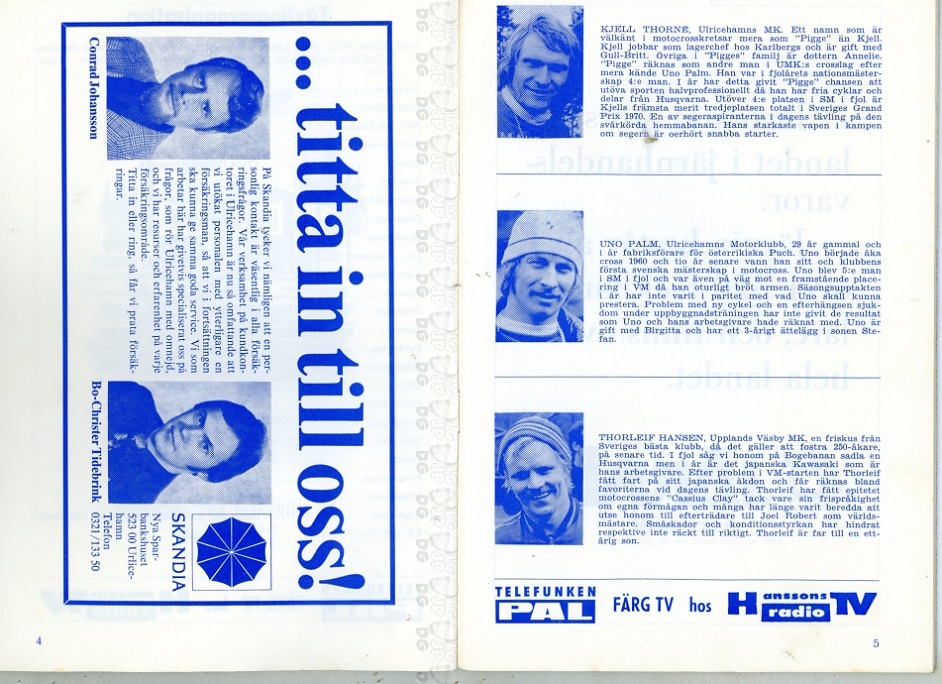 ... titta in till oss!
Conrad Johansson
På Skandia tycker vi nämligen att en per-
sonlig kontakt är väsentlig i alla försäk-
ringsfrågor. Vår verksamhet på kundkon-
toret i Ulricehamn är nu så omfattande att
vi utökat personalen med ytterligare en
försäkringsman, så att vi i fortsättningen
ska kunna ge samma goda service. Vi som
arbetar här har givetvis specialiserat oss på
frågor, som rör Ulricehamn med omnejd,
och vi har resurser och erfarenhet på varje
försäkringsområde.
Titta in eller ring, så får vi prata försäk-
ringar.
Bo-Christer Tidebrink
SKANDIA
Nya Spar-
bankshuset
523 00 Urlice-
hamn
Telefon
0321/133 50
4
KJELL THORNE, Ulricehamns MK. Ett namn som är
välkänt i motocrosskretsar mera som "Pigge" än Kjell.
Kjell jobbar som lagerchef hos Karlbergs och är gift med
Gull-Britt. Övriga i "Pigges" familj är dottern Annelie.
"Pigge" räknas som andre man i UMK:s crosslag efter
mera kände Uno Palm. Han var i fjolårets nationsmäster-
skap 4:e man. I år har detta givit "Pigge" chansen att
utöva sporten halvprofessionellt då han har fria cyklar och
delar från Husqvarna. Utöver 4:e platsen i SM i fjol är
Kjells främsta merit tredjeplatsen totalt i Sveriges Grand
Prix 1970. En av segeraspiranterna i dagens tävling på den
svårkörda hemmabanan. Hans starkaste vapen i kampen
om segern är oerhört snabba starter.
UNO PALM, Ulricehamns Motorklubb, 29 år gammal och
i år fabriksförare för österrikiska Puch. Uno började åka
cross 1960 och tio år senare vann han sitt och klubbens
första svenska mästerskap i motocross. Uno blev 5:e man
i SM i fjol och var även på väg mot en framstående place-
ring i VM då han oturligt bröt armen. Säsongsupptakten
i år har inte varit i paritet med vad Uno skall kunna
prestera. Problem med ny cykel och en efterhängsen sjuk-
dom under uppbyggnadsträningen har inte givit de resultat
som Uno och hans arbetsgivare hade räknat med. Uno är
gift med Birgitta och har ett 3-årigt ättelägg i sonen Ste-
fan.
THORLEIF HANSEN, Upplands Väsby MK, en friskus från
Sveriges bästa klubb, då det gäller att fostra 250-åkare,
på senare tid. I fjol såg vi honom på Bogebanan sadla en
Husqvarna men i år är det japanska Kawasaki som är
hans arbetsgivare. Efter problem i VM-starten har Thorleif
fått fart på sitt japanska åkdon och får räknas bland
favoriterna vid dagens tävling. Thorleif har fått epitetet
motocrossens "Cassius Clay" tack vare sin frispråkighet
om egna förmågan och många har länge varit beredda att
utse honom till efterträdare till Joel Robert som världs-
mästare. Småskador och konditionsstyrkan har hindrat
respektive inte räckt till riktigt. Thorleif är far till en ett-
årig son.
TELEFUNKEN
PAL
FÄRG TV hos
Hanssons
radio TV
5